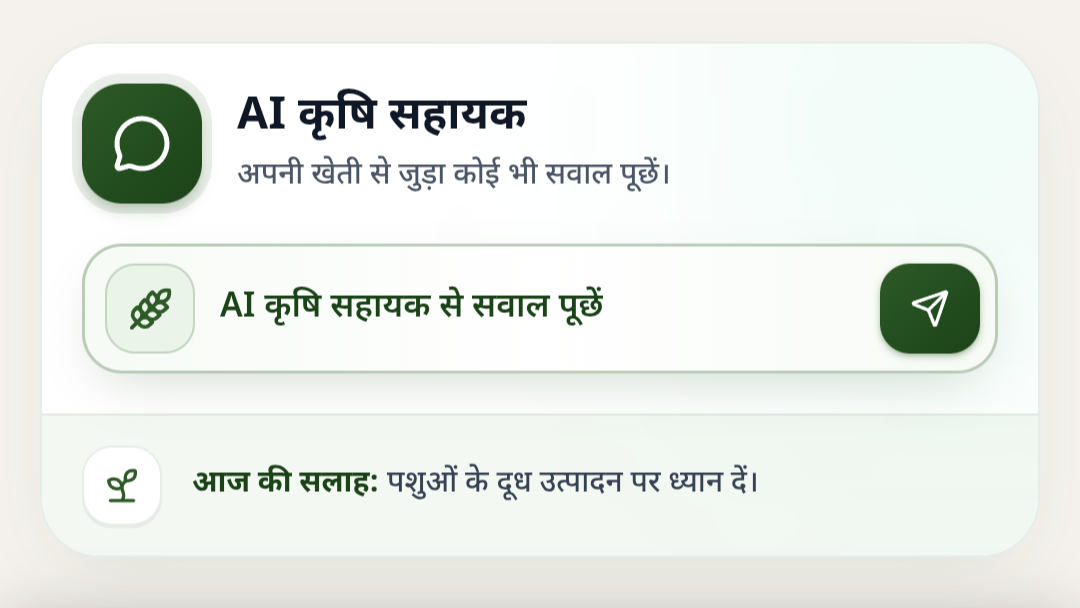 AI कृषि सहायक
अपनी खेती से जुड़ा कोई भी सवाल पूछें।
AI कृषि सहायक से सवाल पूछें
आज की सलाह: पशुओं के दूध उत्पादन पर ध्यान दें।